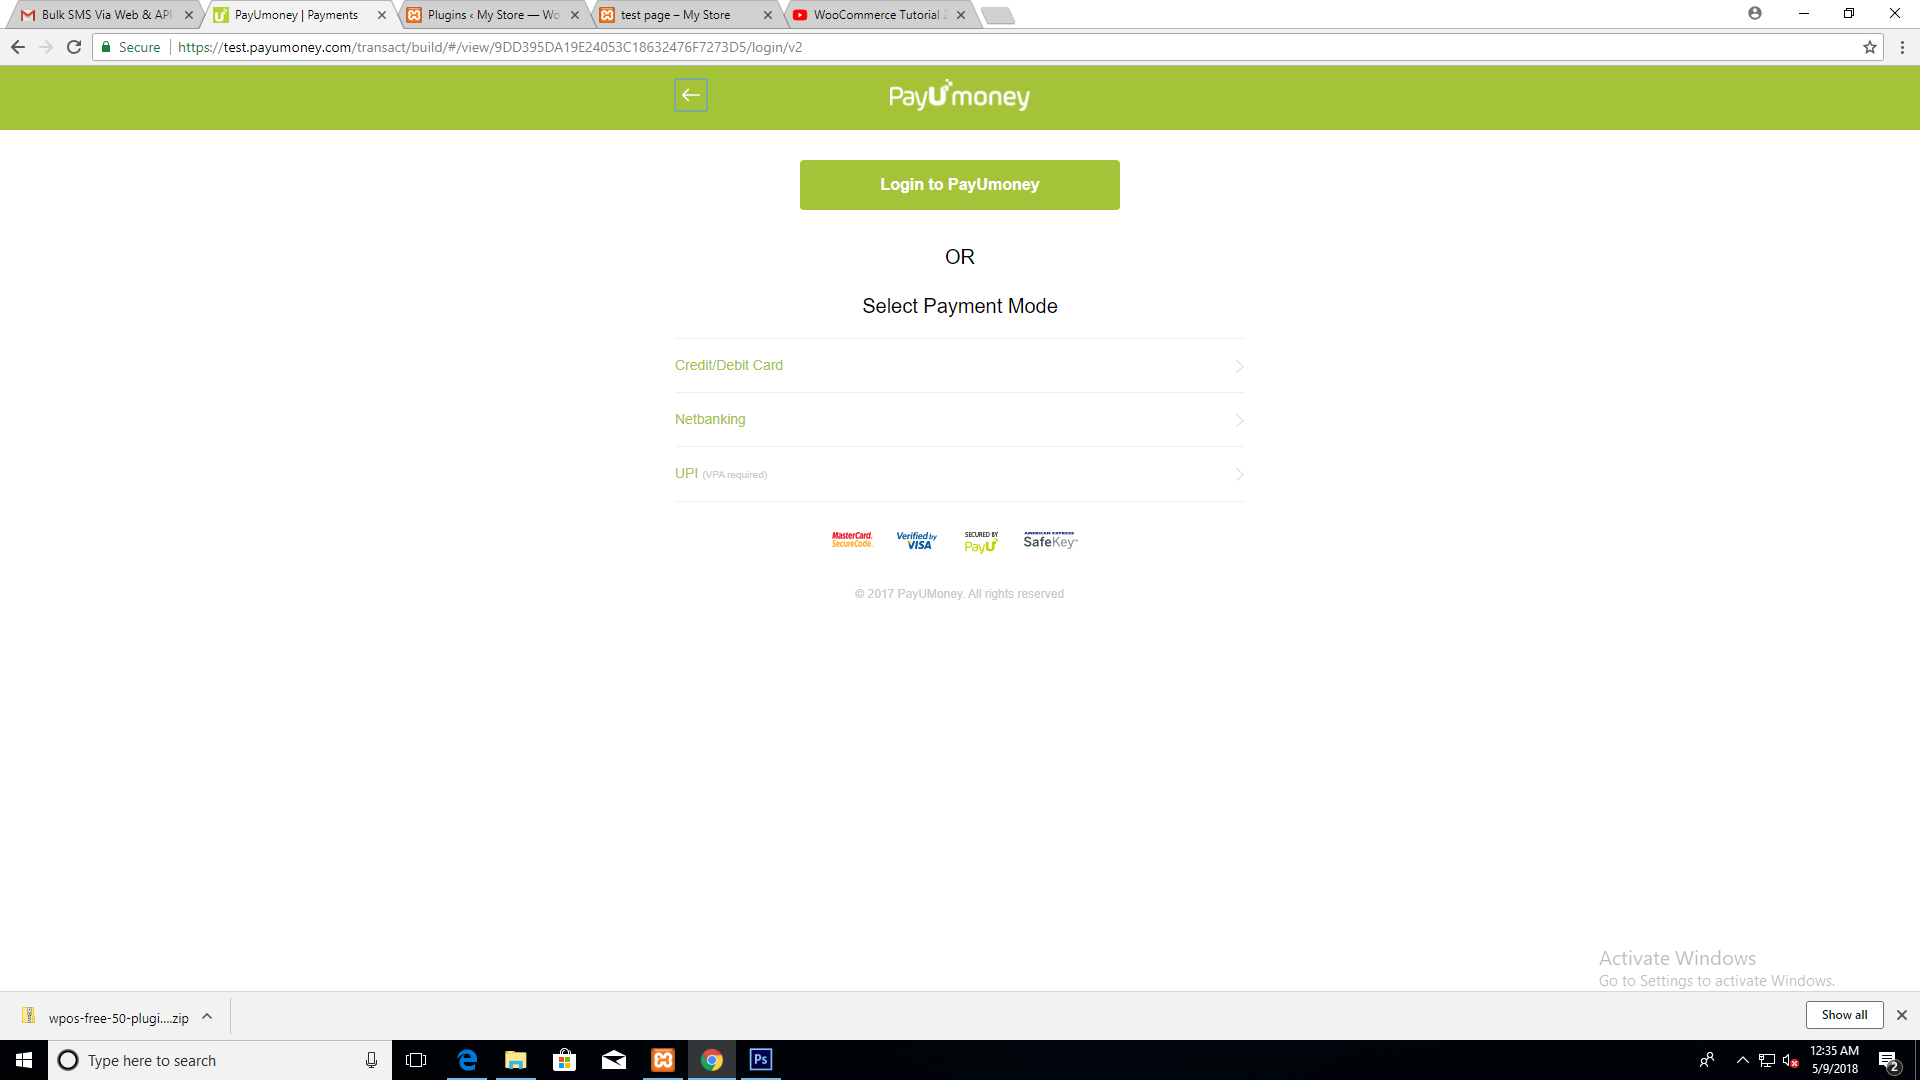 Bulk SMS Via Web & API
PayUmoney | Payments
Plugins ‹ My Store — Wo
test page – My Store
WooCommerce Tutorial 2
Secure
https://test.payumoney.com/transact/build/#/view/9DD395DA19E24053C18632476F7273D5/login/v2
PayUmoney
Login to PayUmoney
OR
Select Payment Mode
Credit/Debit Card
Netbanking
UPI (VPA required)
MasterCard. SecureCode.
Verified by VISA
SECURED BY PayU
AMERICAN EXPRESS SafeKey
© 2017 PayUMoney. All rights reserved
Activate Windows
Go to Settings to activate Windows.
wpos-free-50-plugi....zip
Show all
Type here to search
Ps
12:35 AM
5/9/2018
2